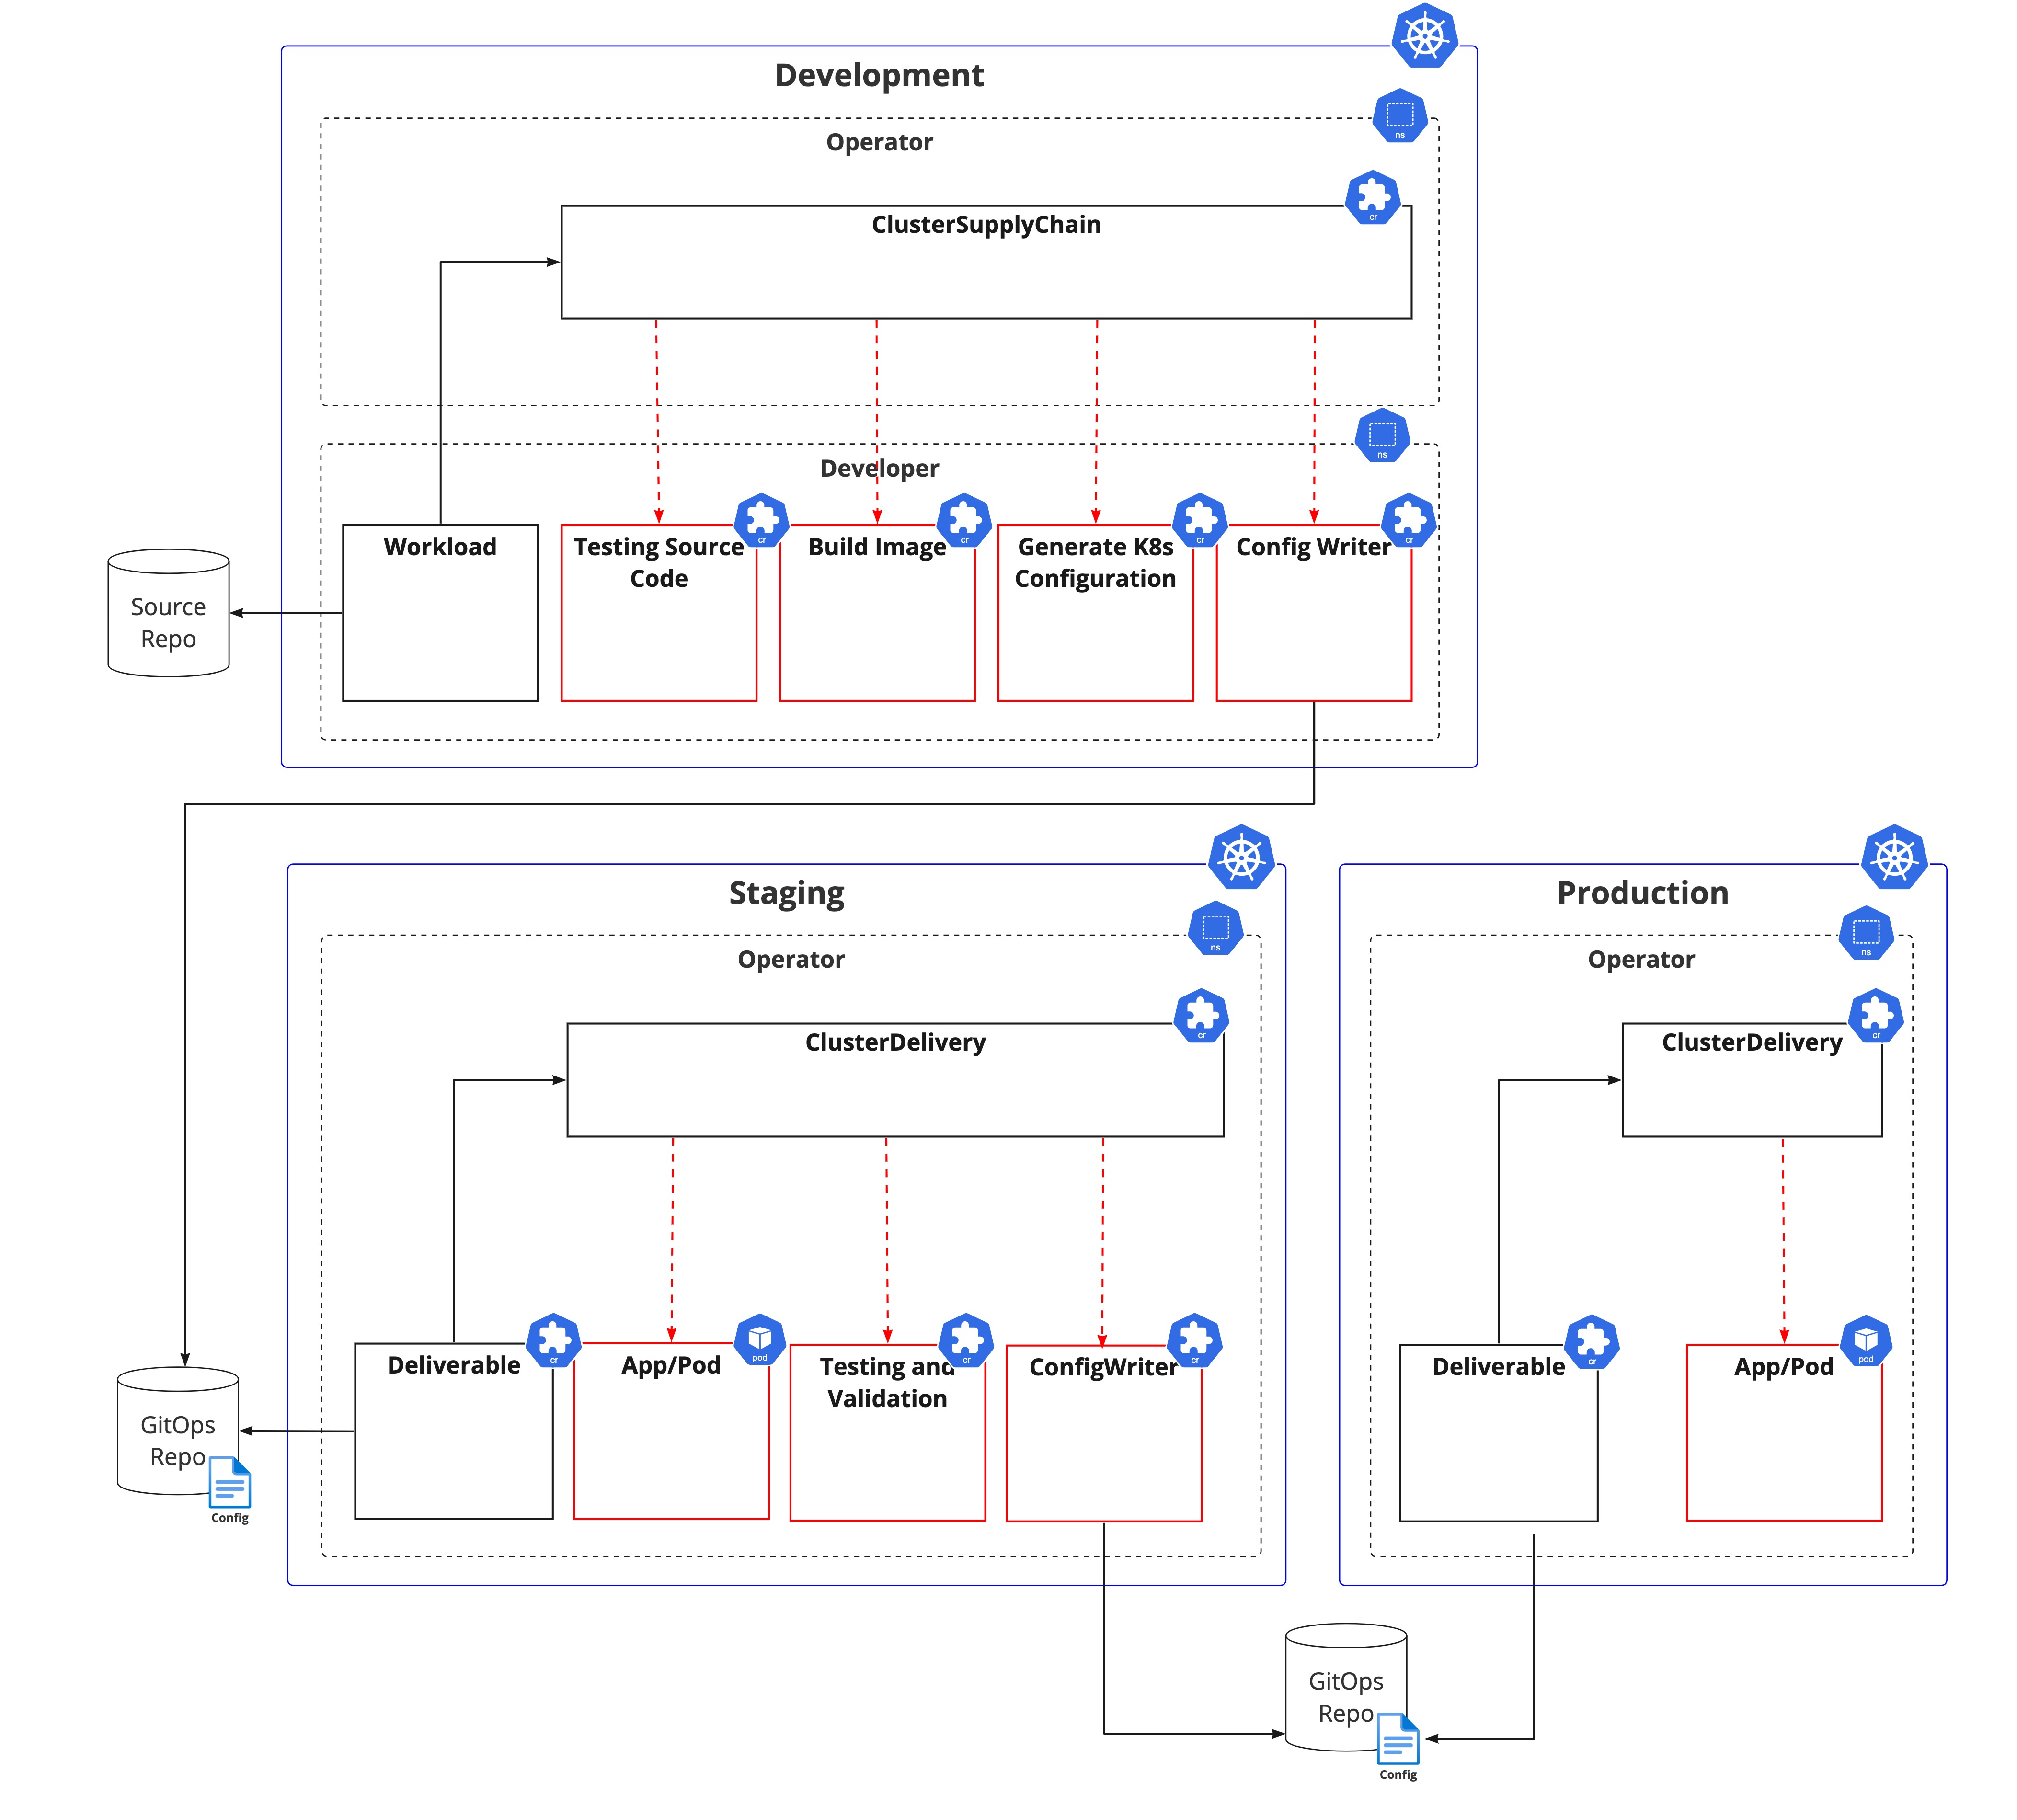 Development
ns
Operator
cr
ClusterSupplyChain
ns
Developer
cr
cr
cr
cr
Workload
Testing Source
Code
Build Image
Generate K8s
Configuration
Config Writer
Source
Repo
Staging
ns
Operator
cr
ClusterDelivery
cr
pod
cr
cr
Deliverable
App/Pod
Testing and
Validation
ConfigWriter
GitOps
Repo
Config
Production
ns
Operator
cr
ClusterDelivery
cr
pod
Deliverable
App/Pod
GitOps
Repo
Config